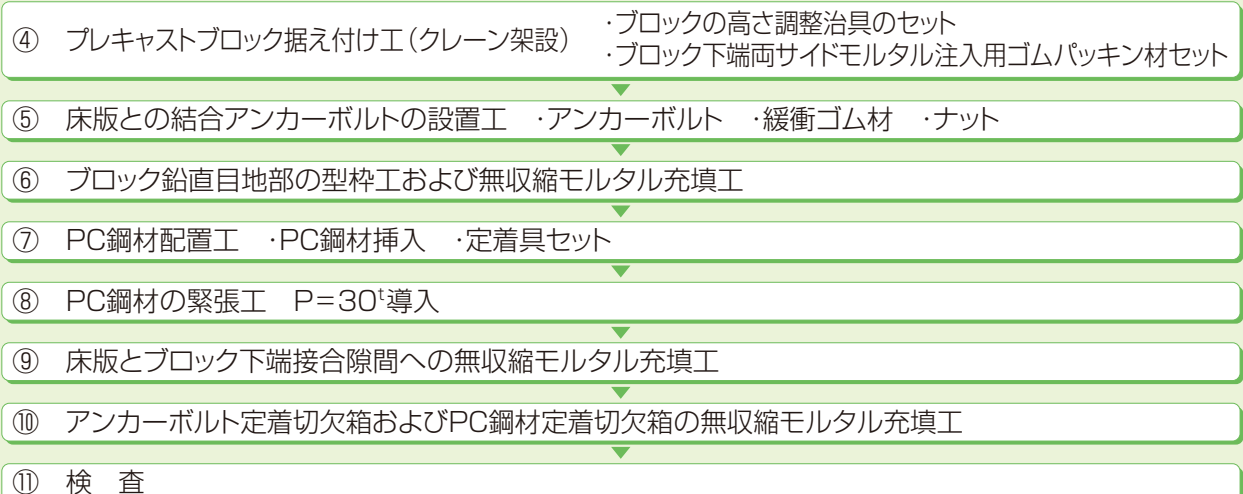 ④ プレキャストブロック据え付け工（クレーン架設） ・ブロックの高さ調整治具のセット
・ブロック下端両サイドモルタル注入用ゴムパッキン材セット
⑤ 床版との結合アンカーボルトの設置工 ・アンカーボルト ・緩衝ゴム材 ・ナット
⑥ ブロック鉛直目地部の型枠工および無収縮モルタル充填工
⑦ PC鋼材配置工 ・PC鋼材挿入 ・定着具セット
⑧ PC鋼材の緊張工 P＝30ᵗ導入
⑨ 床版とブロック下端接合隙間への無収縮モルタル充填工
⑩ アンカーボルト定着切欠箱およびPC鋼材定着切欠箱の無収縮モルタル充填工
⑪ 検 査